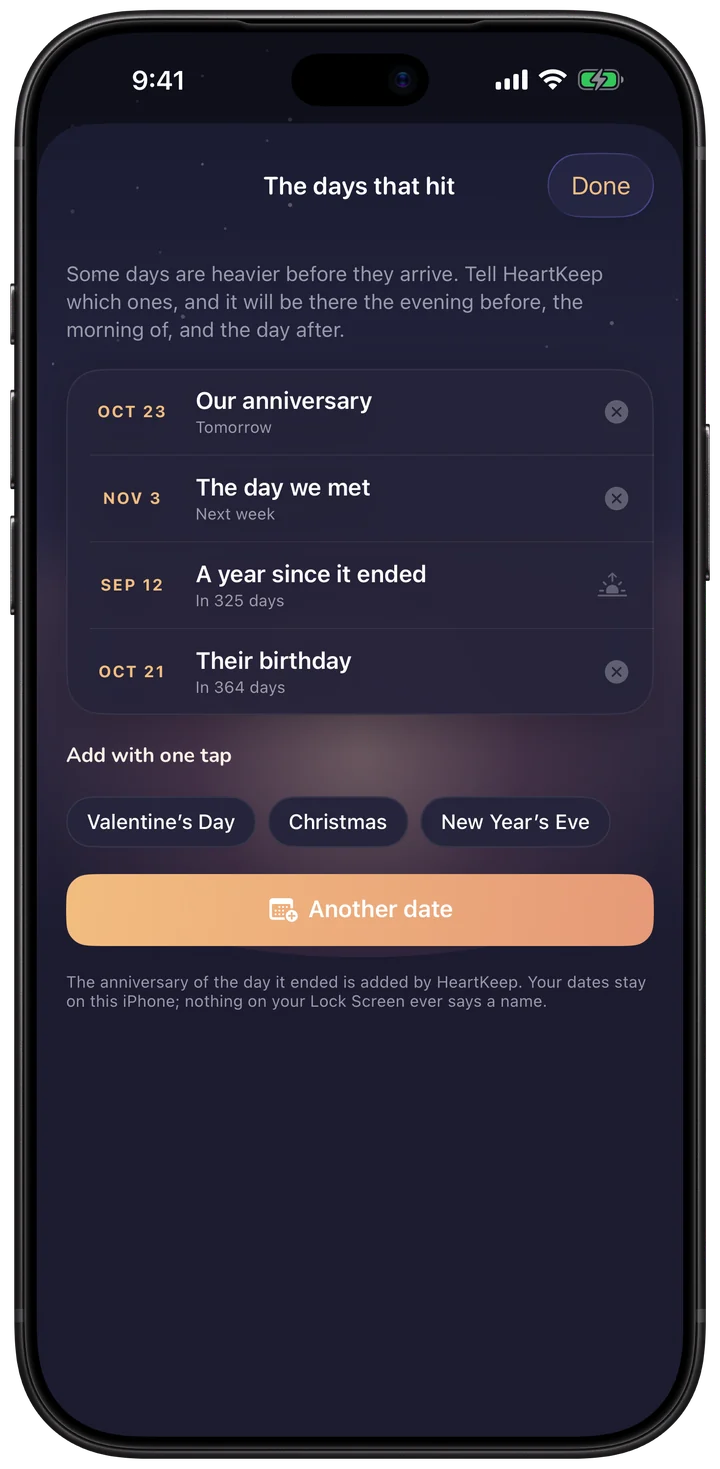 9:41
The days that hit
Done
Some days are heavier before they arrive. Tell HeartKeep
which ones, and it will be there the evening before, the
morning of, and the day after.
OCT 23
Our anniversary
Tomorrow
NOV 3
The day we met
Next week
SEP 12
A year since it ended
In 325 days
OCT 21
Their birthday
In 364 days
Add with one tap
Valentine’s Day
Christmas
New Year’s Eve
Another date
The anniversary of the day it ended is added by HeartKeep. Your dates stay
on this iPhone; nothing on your Lock Screen ever says a name.